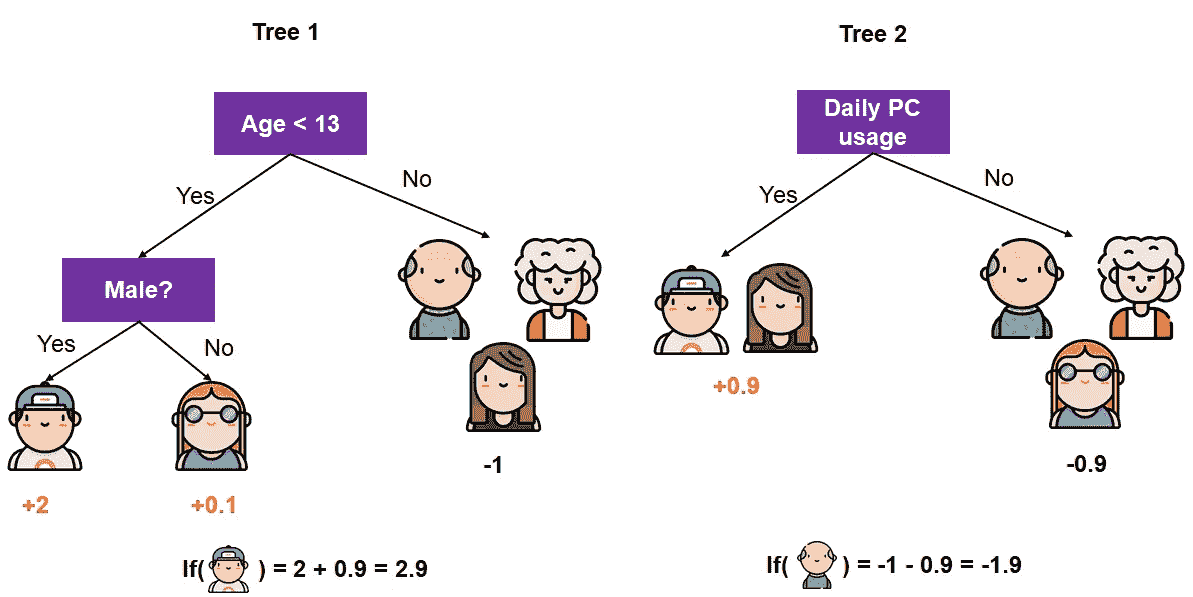 Tree 1
Age < 13
Yes
No
Male?
Yes
No
+2
+0.1
-1
If( ) = 2 + 0.9 = 2.9
Tree 2
Daily PC
usage
Yes
No
+0.9
-0.9
If( ) = -1 - 0.9 = -1.9